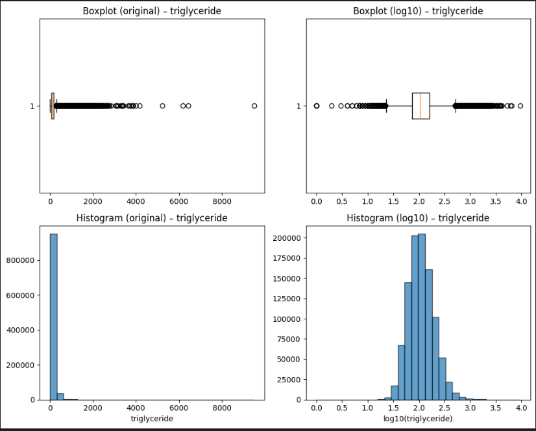 Boxplot (original) – triglyceride
1
0 2000 4000 6000 8000
Boxplot (log10) – triglyceride
1
0.0 0.5 1.0 1.5 2.0 2.5 3.0 3.5 4.0
Histogram (original) – triglyceride
800000
600000
400000
200000
0
0 2000 4000 6000 8000
triglyceride
Histogram (log10) – triglyceride
200000
175000
150000
125000
100000
75000
50000
25000
0
0.0 0.5 1.0 1.5 2.0 2.5 3.0 3.5 4.0
log10(triglyceride)